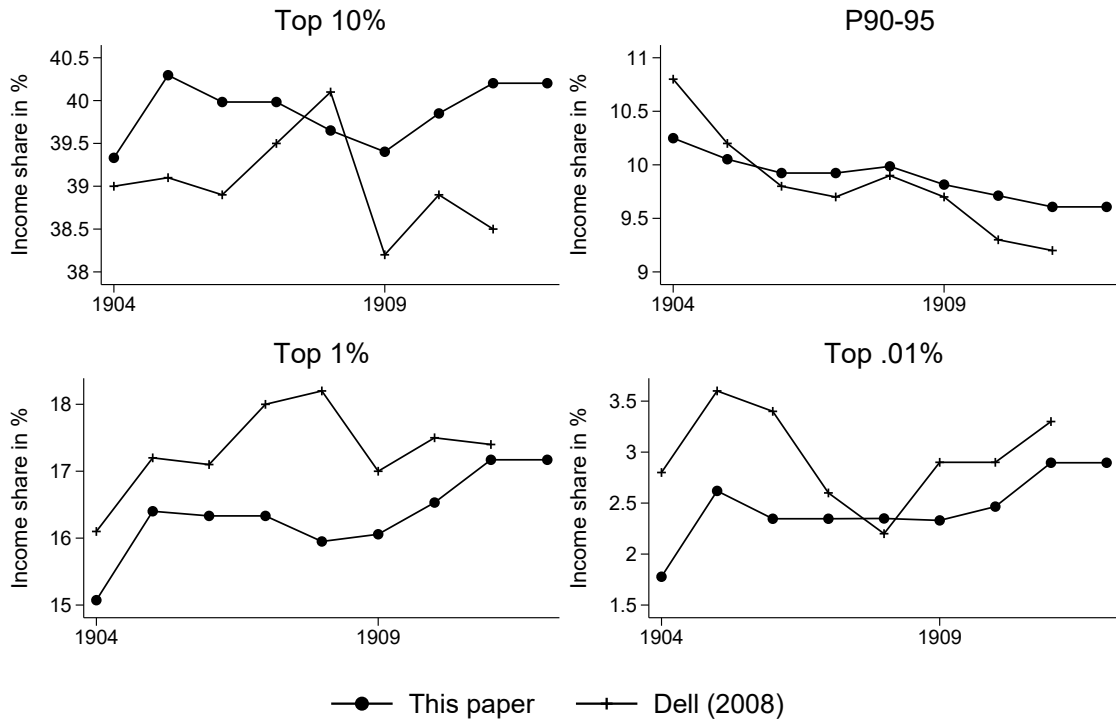 Top 10%
Income share in %
40.5
40
39.5
39
38.5
38
1904
1909
P90-95
Income share in %
11
10.5
10
9.5
9
1904
1909
Top 1%
Income share in %
18
17
16
15
1904
1909
Top .01%
Income share in %
3.5
3
2.5
2
1.5
1904
1909
This paper
Dell (2008)